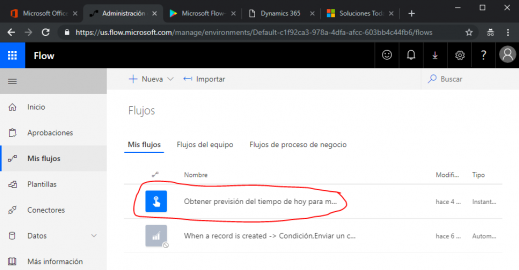 Microsoft Office
Administración
Microsoft Flow
Dynamics 365
Soluciones Tod
https://us.flow.microsoft.com/manage/environments/Default-c1f92ca3-978a-4dfa-afcc-603bb4c44fb6/flows
Flow
Nueva
Importar
Buscar
Inicio
Aprobaciones
Mis flujos
Plantillas
Conectores
Datos
Más información
Flujos
Mis flujos
Flujos del equipo
Flujos de proceso de negocio
Nombre
Modifi...
Tipo
Obtener previsión del tiempo de hoy para m...
hace 4 ...
Instant...
When a record is created -> Condición.Enviar un c...
hace 6 ...
Autom...